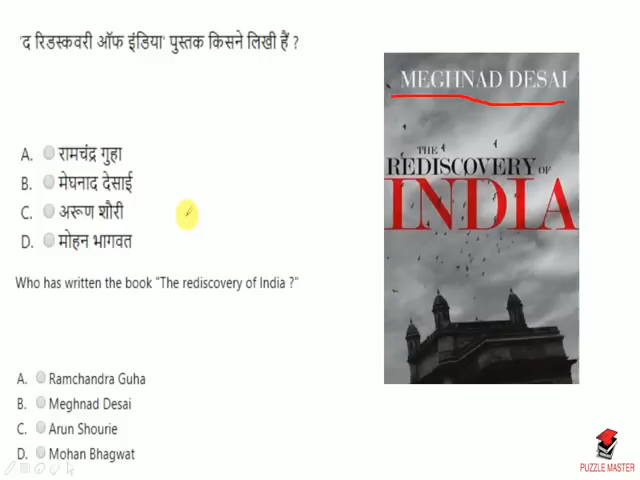 'द रिडस्कवरी ऑफ इंडिया' पुस्तक किसने लिखी हैं ?
A. रामचंद्र गुहा
B. मेघनाद देसाई
C. अरूण शौरी
D. मोहन भागवत
Who has written the book "The rediscovery of India ?"
A. Ramchandra Guha
B. Meghnad Desai
C. Arun Shourie
D. Mohan Bhagwat
MEGHNAD DESAI
THE
REDISCOVERY OF
INDIA
PUZZLE MASTER